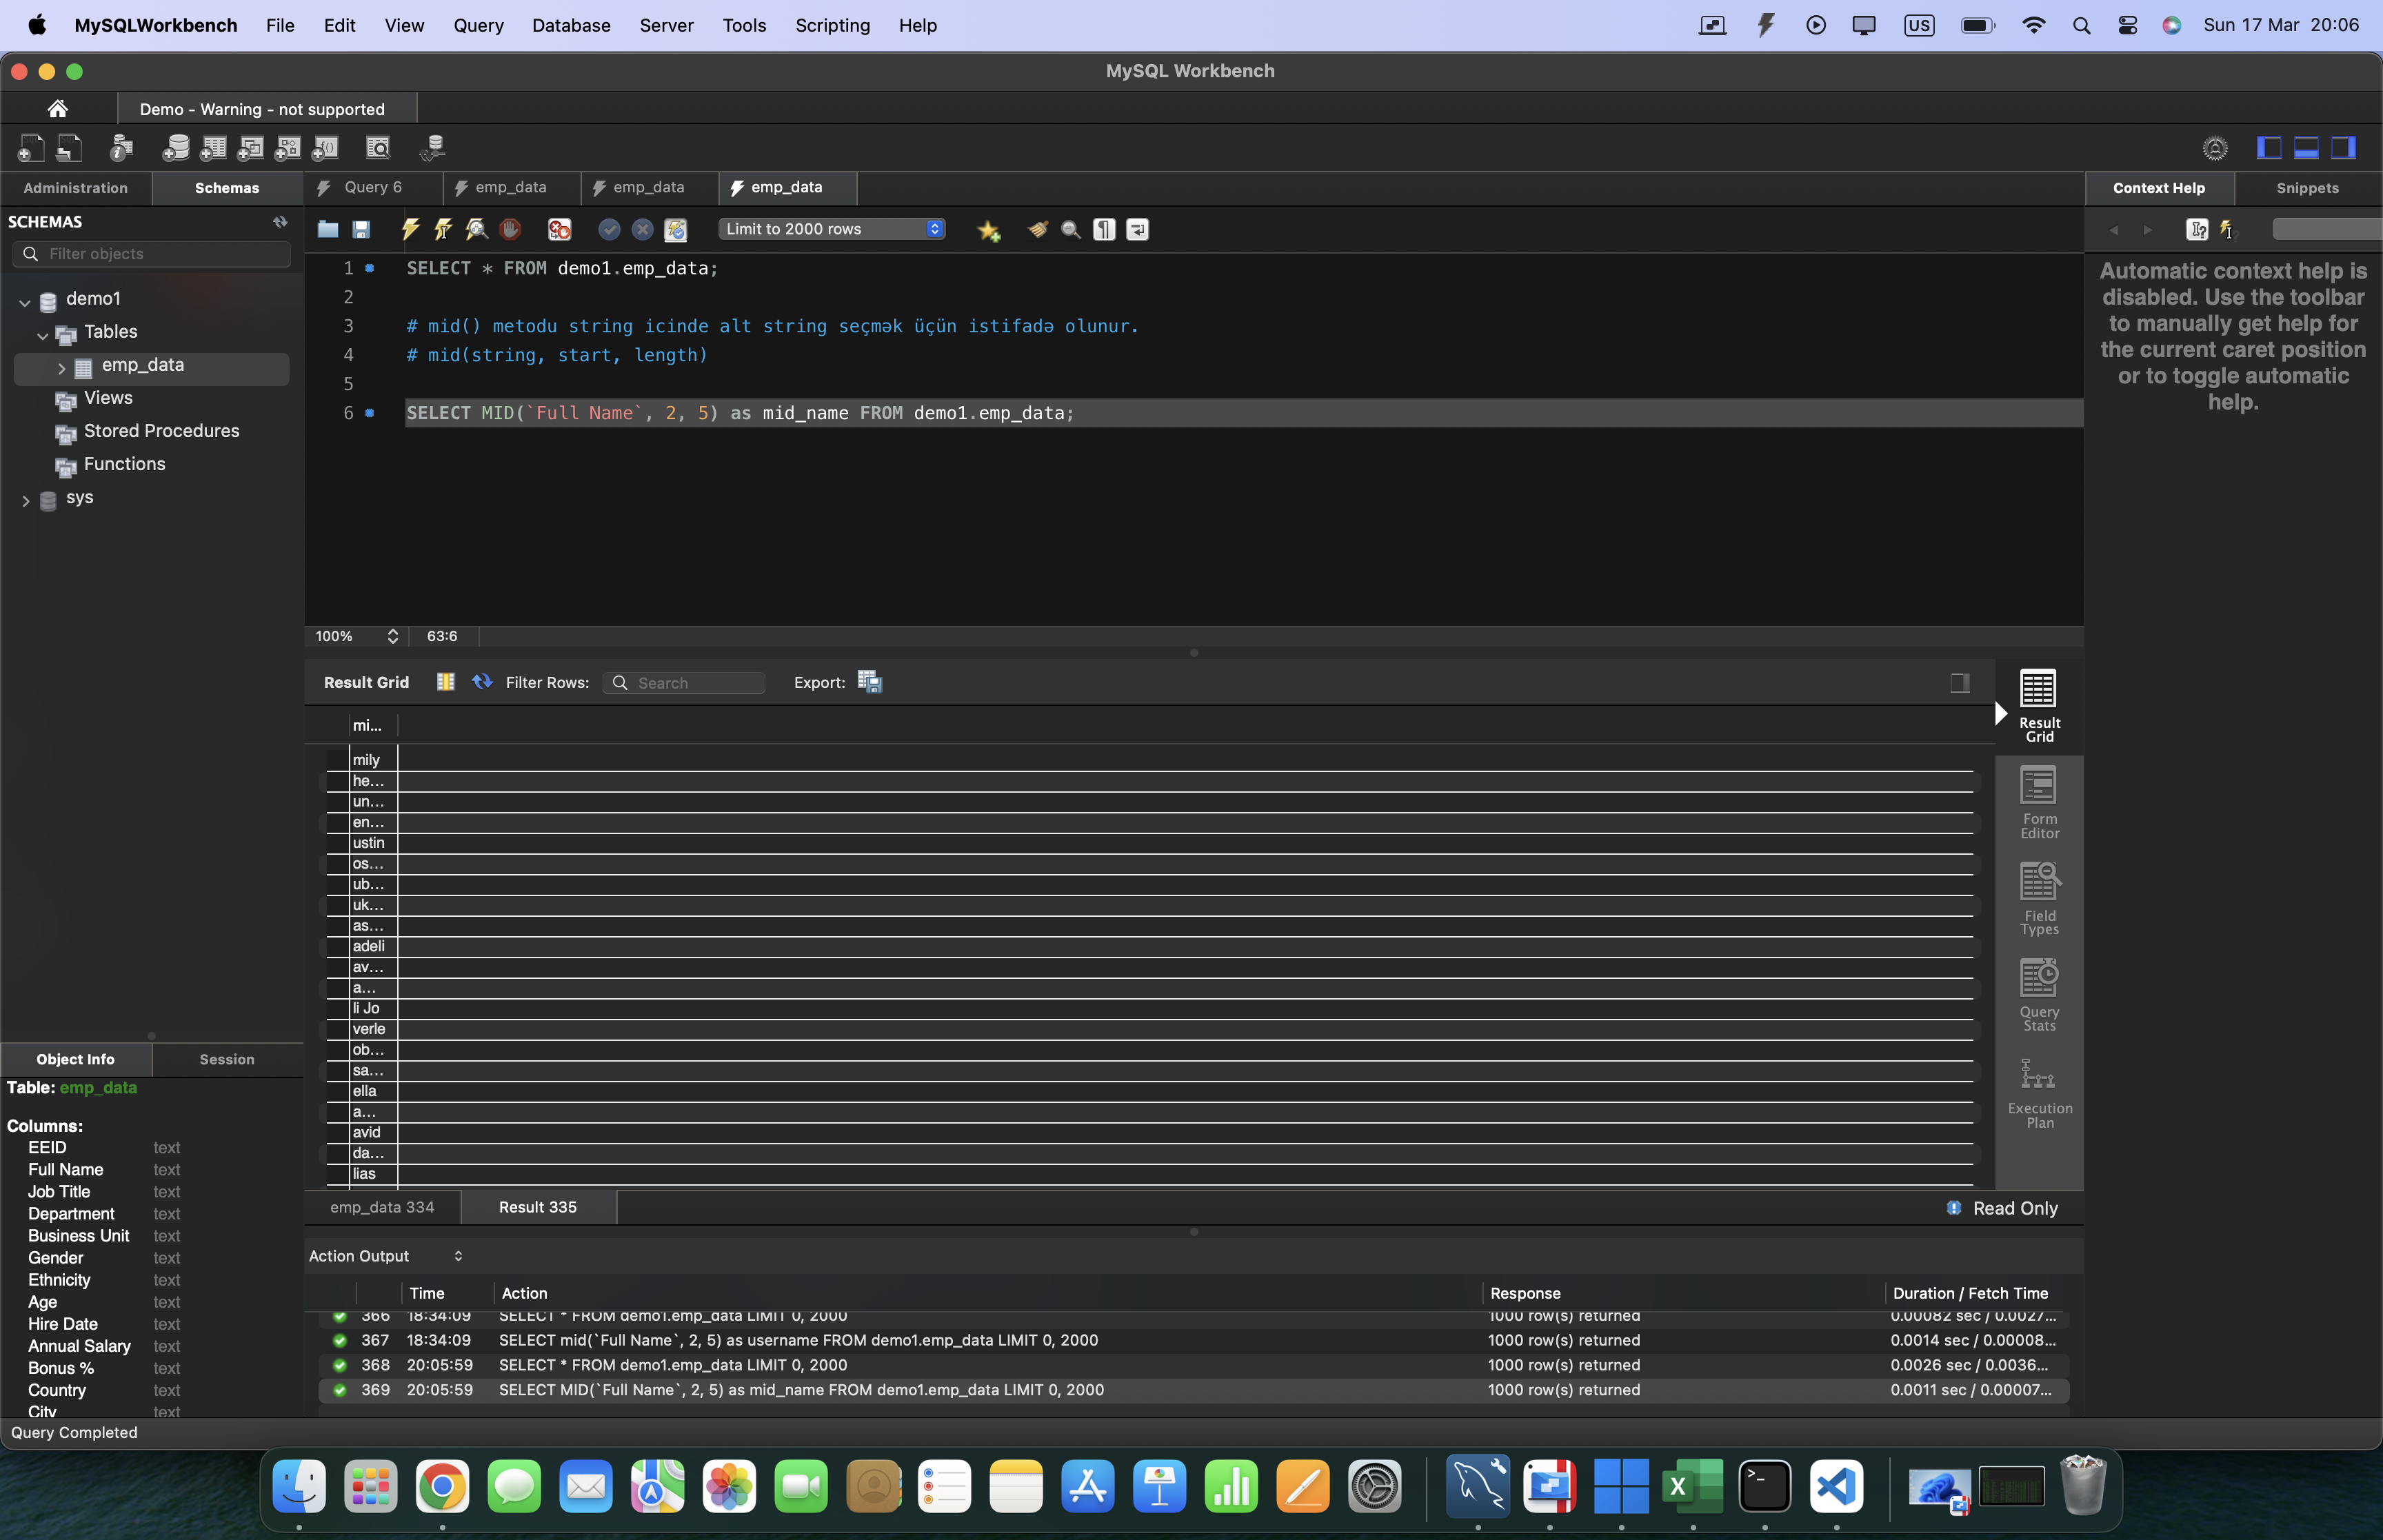 MySQLWorkbench File Edit View Query Database Server Tools Scripting Help US Sun 17 Mar 20:06
MySQL Workbench
Demo - Warning - not supported
Administration Schemas Query 6 emp_data emp_data emp_data Context Help Snippets
SCHEMAS
Limit to 2000 rows
Filter objects
demo1
Tables
emp_data
Views
Stored Procedures
Functions
sys
1 SELECT * FROM demo1.emp_data;
2
3 # mid() metodu string icinde alt string seçmək üçün istifadə olunur.
4 # mid(string, start, length)
5
6 SELECT MID(`Full Name`, 2, 5) as mid_name FROM demo1.emp_data;
Automatic context help is
disabled. Use the toolbar
to manually get help for
the current caret position
or to toggle automatic
help.
100% 63:6
Result Grid Filter Rows: Search Export:
mi...
mily
he...
un...
en...
ustin
os...
ub...
uk...
as...
adeli
av...
a...
li Jo
verle
ob...
sa...
ella
a...
avid
da...
lias
Result
Grid
Form
Editor
Field
Types
Query
Stats
Execution
Plan
Object Info Session
Table: emp_data
Columns:
EEID text
Full Name text
Job Title text
Department text
Business Unit text
Gender text
Ethnicity text
Age text
Hire Date text
Annual Salary text
Bonus % text
Country text
City text
emp_data 334 Result 335 Read Only
Action Output
Time Action Response Duration / Fetch Time
366 18:34:09 SELECT * FROM demo1.emp_data LIMIT 0, 2000 1000 row(s) returned 0.00082 sec / 0.0027...
367 18:34:09 SELECT mid(`Full Name`, 2, 5) as username FROM demo1.emp_data LIMIT 0, 2000 1000 row(s) returned 0.0014 sec / 0.00008...
368 20:05:59 SELECT * FROM demo1.emp_data LIMIT 0, 2000 1000 row(s) returned 0.0026 sec / 0.0036...
369 20:05:59 SELECT MID(`Full Name`, 2, 5) as mid_name FROM demo1.emp_data LIMIT 0, 2000 1000 row(s) returned 0.0011 sec / 0.00007...
Query Completed